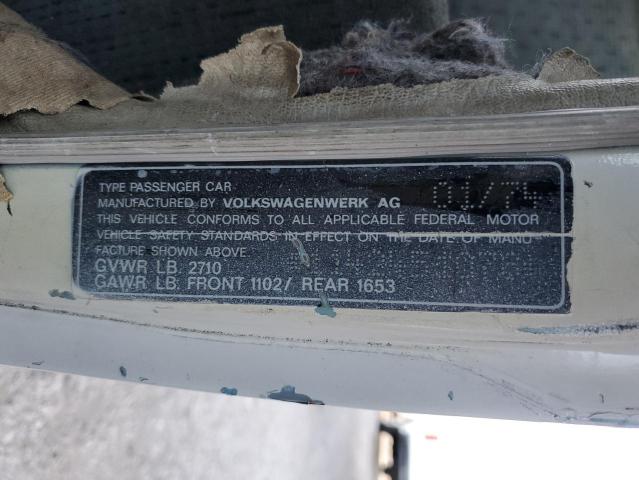 TYPE PASSENGER CAR 01/74
MANUFACTURED BY VOLKSWAGENWERK AG
THIS VEHICLE CONFORMS TO ALL APPLICABLE FEDERAL MOTOR
VEHICLE SAFETY STANDARDS IN EFFECT ON THE DATE OF MANU
FACTURE SHOWN ABOVE
GVWR LB. 2710
GAWR LB. FRONT 1102/ REAR 1653